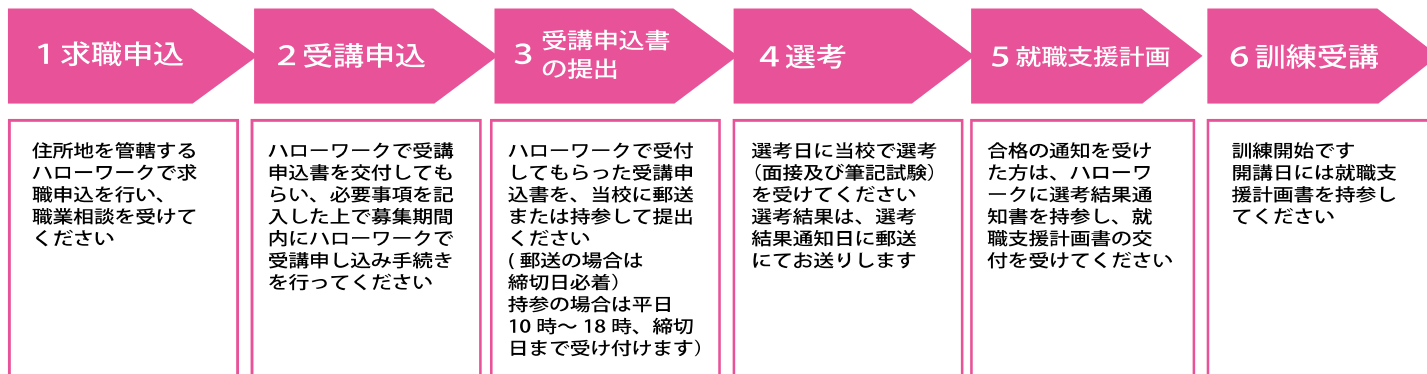 1 求職申込
住所地を管轄する
ハローワークで求
職申込を行い、
職業相談を受けて
ください
2 受講申込
ハローワークで受講
申込書を交付しても
らい、必要事項を記
入した上で募集期間
内にハローワークで
受講申し込み手続き
を行ってください
3 受講申込書
の提出
ハローワークで受付
してもらった受講申
込書を、当校に郵送
または持参して提出
ください
( 郵送の場合は
締切日必着）
持参の場合は平日
10 時～ 18 時、締切
日まで受け付けます）
4 選考
選考日に当校で選考
（面接及び筆記試験）
を受けてください
選考結果は、選考
結果通知日に郵送
にてお送りします
5 就職支援計画
合格の通知を受け
た方は、ハローワ
ークに選考結果通
知書を持参し、就
職支援計画書の交
付を受けてください
6 訓練受講
訓練開始です
開講日には就職支
援計画書を持参し
てください